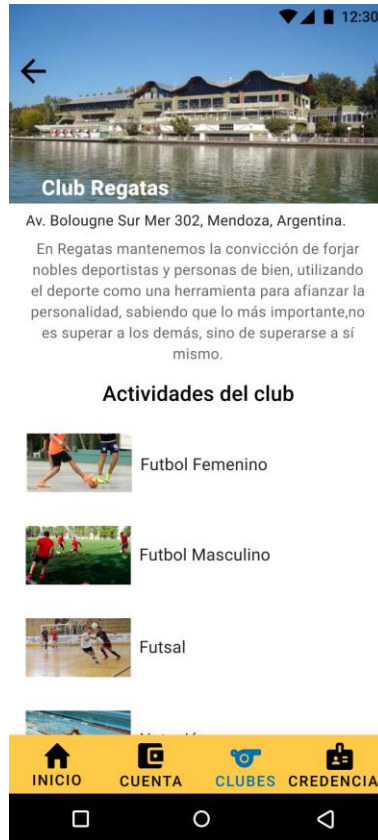 12:30
Club Regatas
Av. Bolougne Sur Mer 302, Mendoza, Argentina.
En Regatas mantenemos la convicción de forjar
nobles deportistas y personas de bien, utilizando
el deporte como una herramienta para afianzar la
personalidad, sabiendo que lo más importante,no
es superar a los demás, sino de superarse a sí
mismo.
Actividades del club
Futbol Femenino
Futbol Masculino
Futsal
INICIO CUENTA CLUBES CREDENCIA